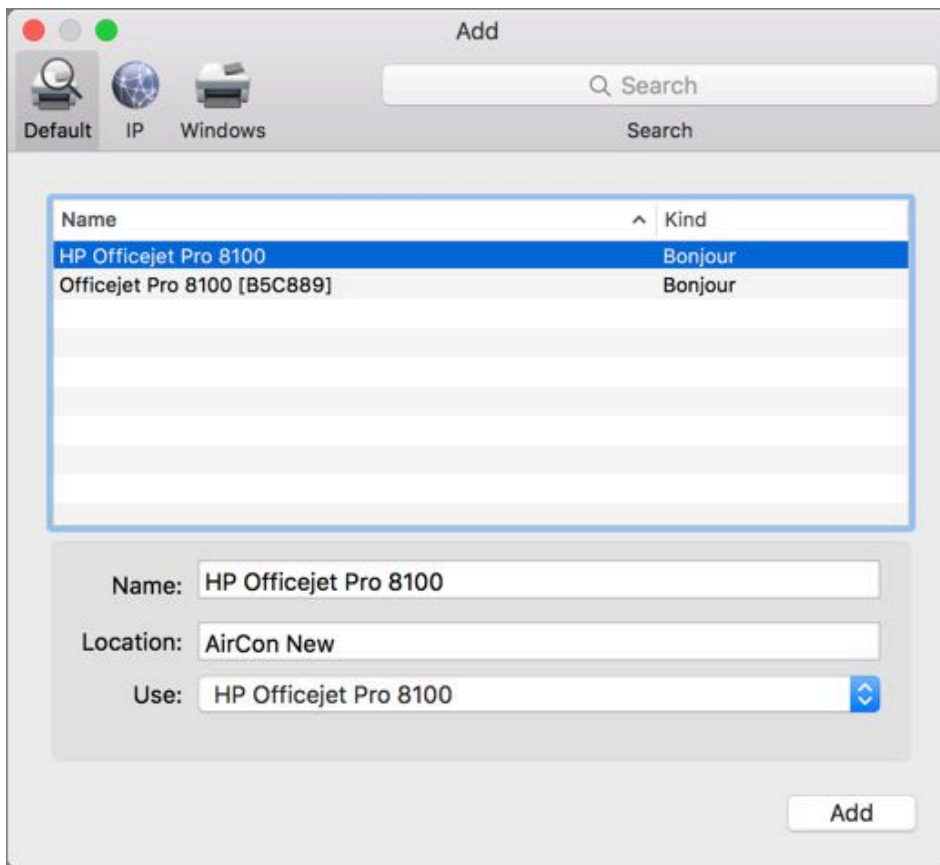 Add
Default IP Windows
Search
Search
Name Kind
HP Officejet Pro 8100 Bonjour
Officejet Pro 8100 [B5C889] Bonjour
Name: HP Officejet Pro 8100
Location: AirCon New
Use: HP Officejet Pro 8100
Add